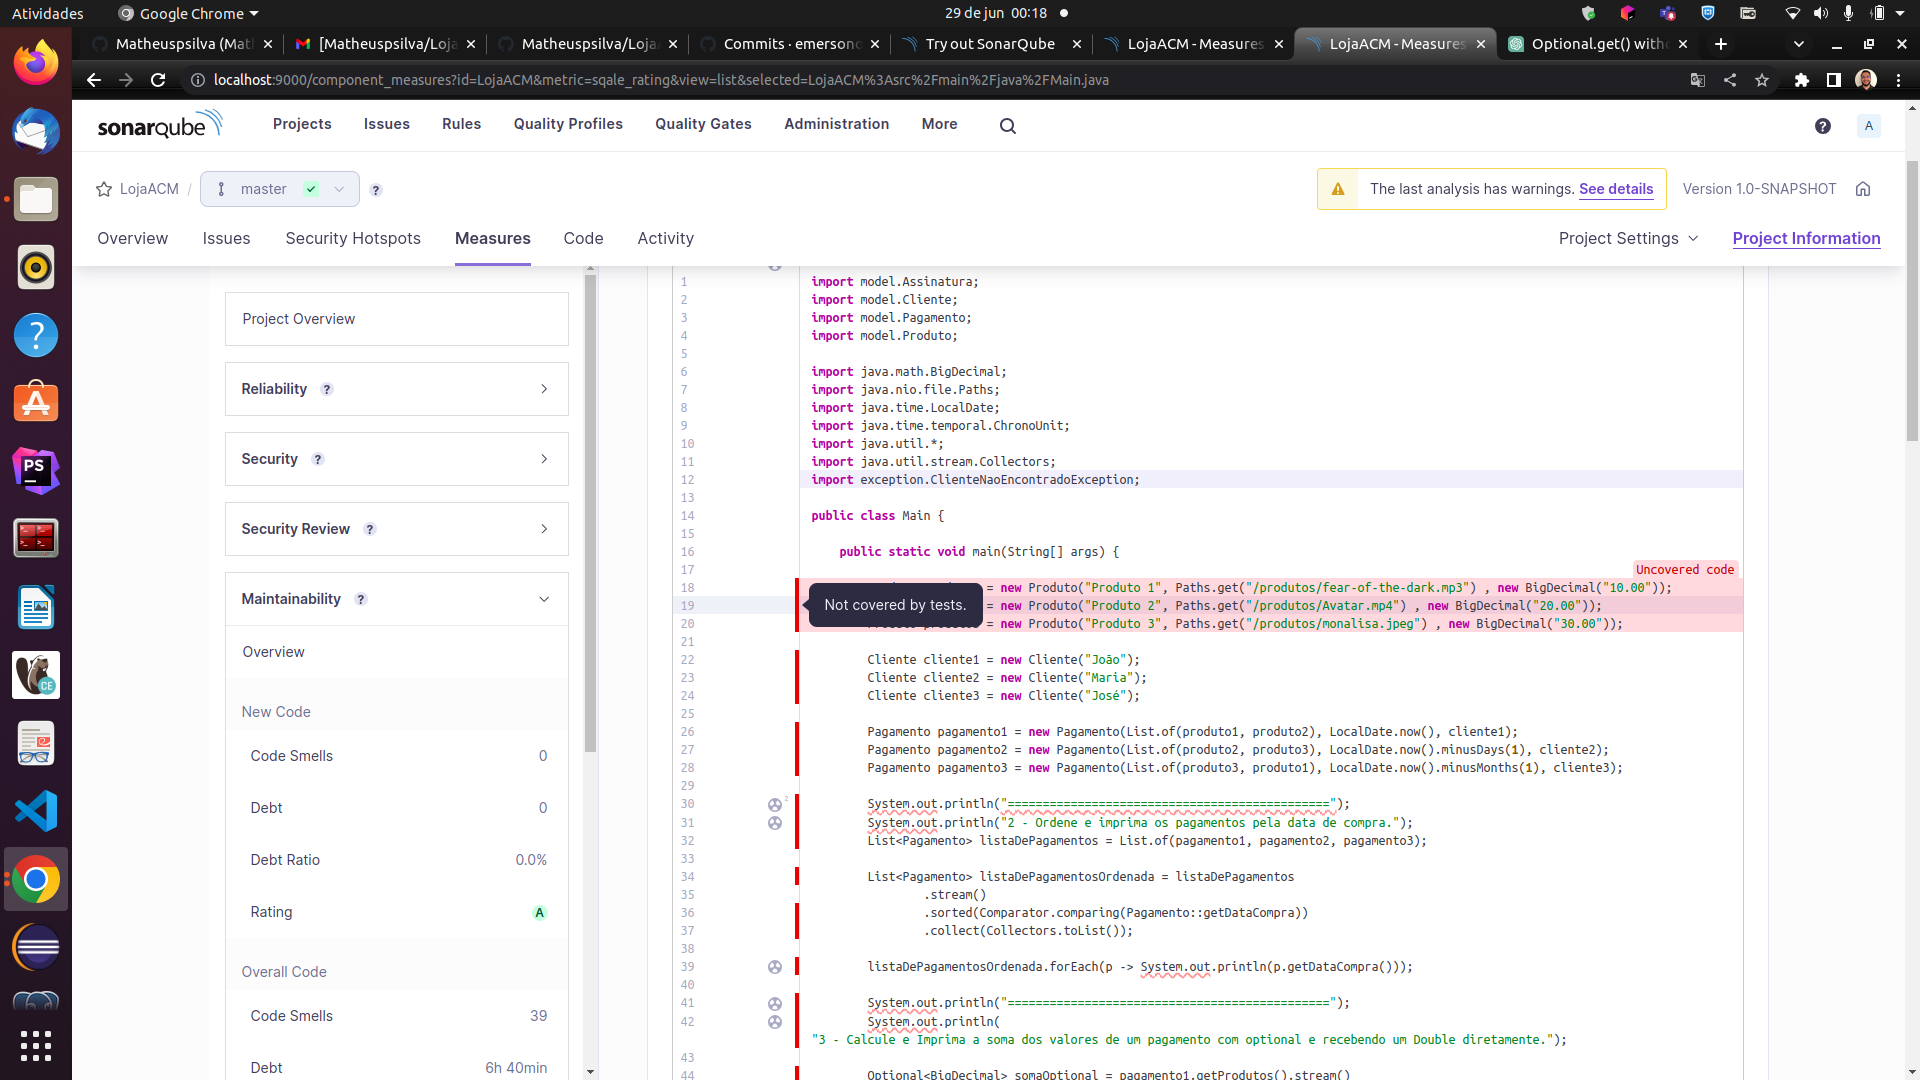 Atividades
Google Chrome
29 de jun 00:18
Matheuspsilva (Mat
[Matheuspsilva/Loja
Matheuspsilva/Loja
Commits · emersono
Try out SonarQube
LojaACM - Measures
LojaACM - Measures
Optional.get() witho
localhost:9000/component_measures?id=LojaACM&metric=sqale_rating&view=list&selected=LojaACM%3Asrc%2Fmain%2Fjava%2FMain.java
sonarqube
Projects
Issues
Rules
Quality Profiles
Quality Gates
Administration
More
A
LojaACM / master
The last analysis has warnings. See details
Version 1.0-SNAPSHOT
Overview
Issues
Security Hotspots
Measures
Code
Activity
Project Settings
Project Information
Project Overview
Reliability ?
Security ?
Security Review ?
Maintainability ?
Overview
New Code
Code Smells 0
Debt 0
Debt Ratio 0.0%
Rating A
Overall Code
Code Smells 39
Debt 6h 40min
1 import model.Assinatura;
2 import model.Cliente;
3 import model.Pagamento;
4 import model.Produto;
5
6 import java.math.BigDecimal;
7 import java.nio.file.Paths;
8 import java.time.LocalDate;
9 import java.time.temporal.ChronoUnit;
10 import java.util.*;
11 import java.util.stream.Collectors;
12 import exception.ClienteNaoEncontradoException;
13
14 public class Main {
15
16 public static void main(String[] args) {
17
Uncovered code
18 = new Produto("Produto 1", Paths.get("/produtos/fear-of-the-dark.mp3") , new BigDecimal("10.00"));
Not covered by tests.
19 = new Produto("Produto 2", Paths.get("/produtos/Avatar.mp4") , new BigDecimal("20.00"));
20 = new Produto("Produto 3", Paths.get("/produtos/monalisa.jpeg") , new BigDecimal("30.00"));
21
22 Cliente cliente1 = new Cliente("João");
23 Cliente cliente2 = new Cliente("Maria");
24 Cliente cliente3 = new Cliente("José");
25
26 Pagamento pagamento1 = new Pagamento(List.of(produto1, produto2), LocalDate.now(), cliente1);
27 Pagamento pagamento2 = new Pagamento(List.of(produto2, produto3), LocalDate.now().minusDays(1), cliente2);
28 Pagamento pagamento3 = new Pagamento(List.of(produto3, produto1), LocalDate.now().minusMonths(1), cliente3);
29
30 2 System.out.println("==============================================");
31 System.out.println("2 - Ordene e imprima os pagamentos pela data de compra.");
32 List<Pagamento> listaDePagamentos = List.of(pagamento1, pagamento2, pagamento3);
33
34 List<Pagamento> listaDePagamentosOrdenada = listaDePagamentos
35 .stream()
36 .sorted(Comparator.comparing(Pagamento::getDataCompra))
37 .collect(Collectors.toList());
38
39 listaDePagamentosOrdenada.forEach(p -> System.out.println(p.getDataCompra()));
40
41 System.out.println("==============================================");
42 System.out.println(
"3 - Calcule e Imprima a soma dos valores de um pagamento com optional e recebendo um Double diretamente.");
43
44 Optional<BigDecimal> somaOptional = pagamento1.getProdutos().stream()
PS
CE